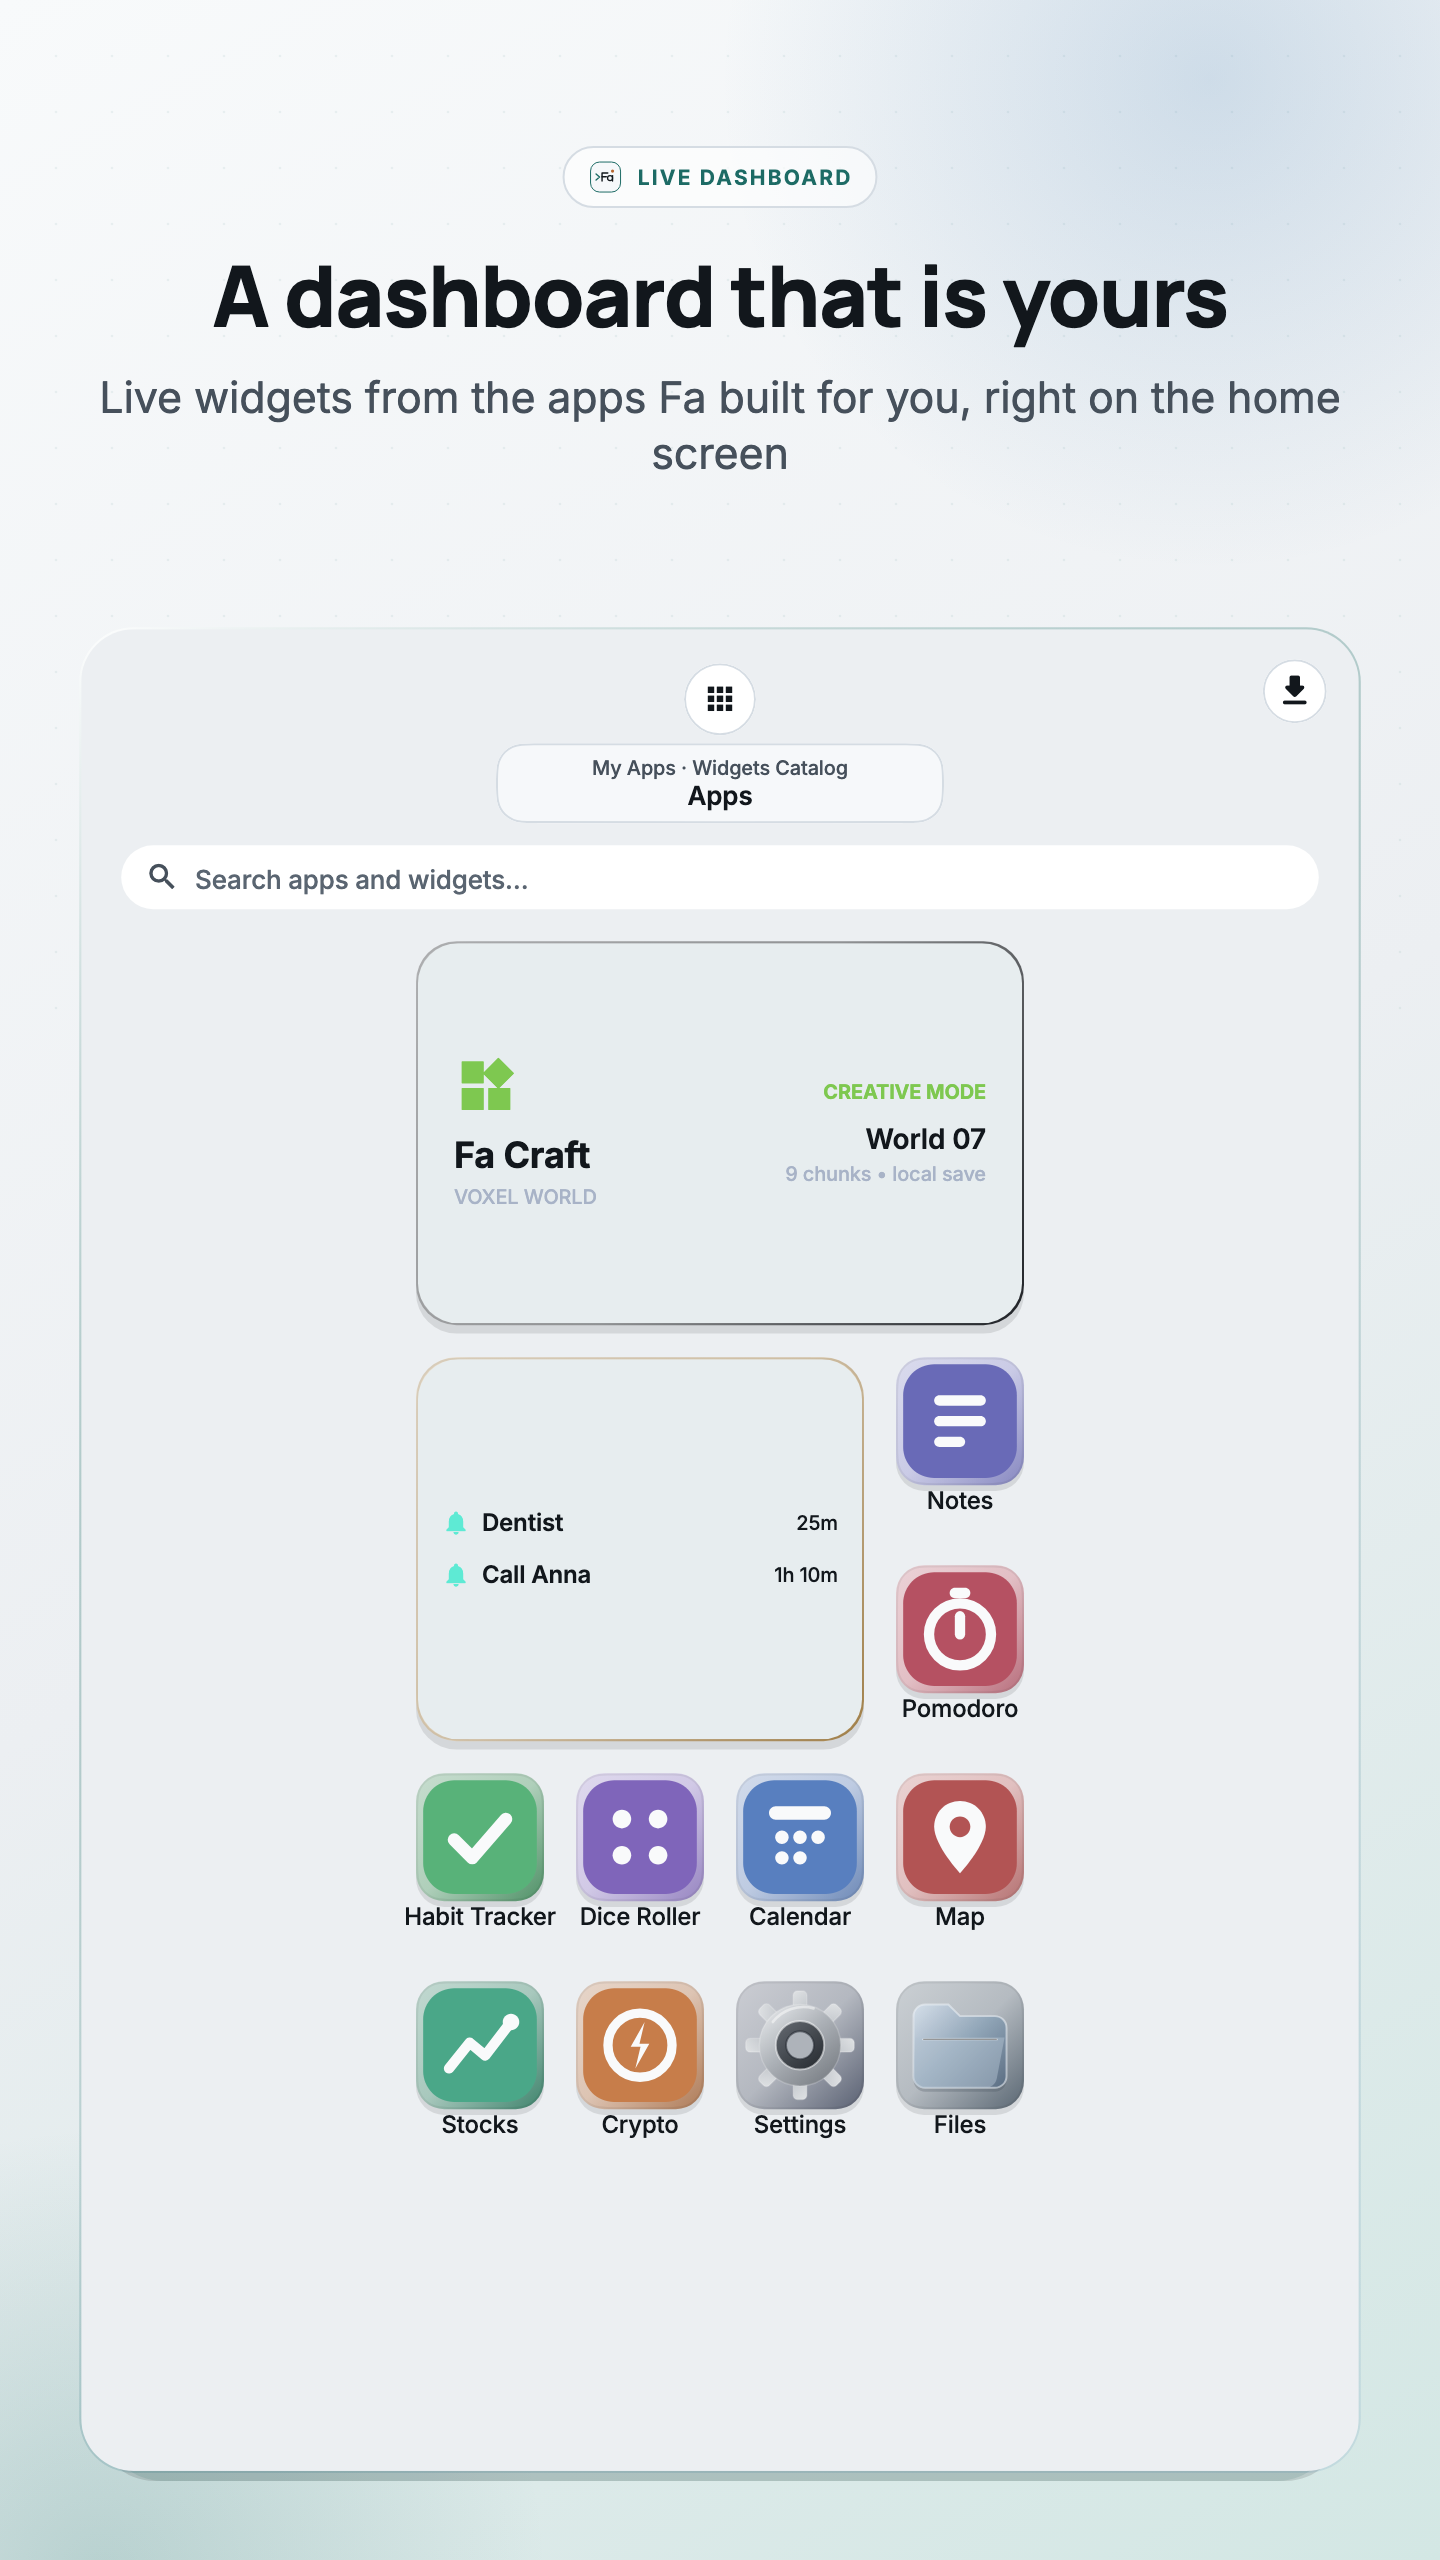 >Fa LIVE DASHBOARD
A dashboard that is yours
Live widgets from the apps Fa built for you, right on the home
screen
My Apps · Widgets Catalog
Apps
Search apps and widgets...
CREATIVE MODE
Fa Craft
World 07
VOXEL WORLD
9 chunks • local save
Dentist 25m
Call Anna 1h 10m
Notes
Pomodoro
Habit Tracker Dice Roller Calendar Map
Stocks Crypto Settings Files